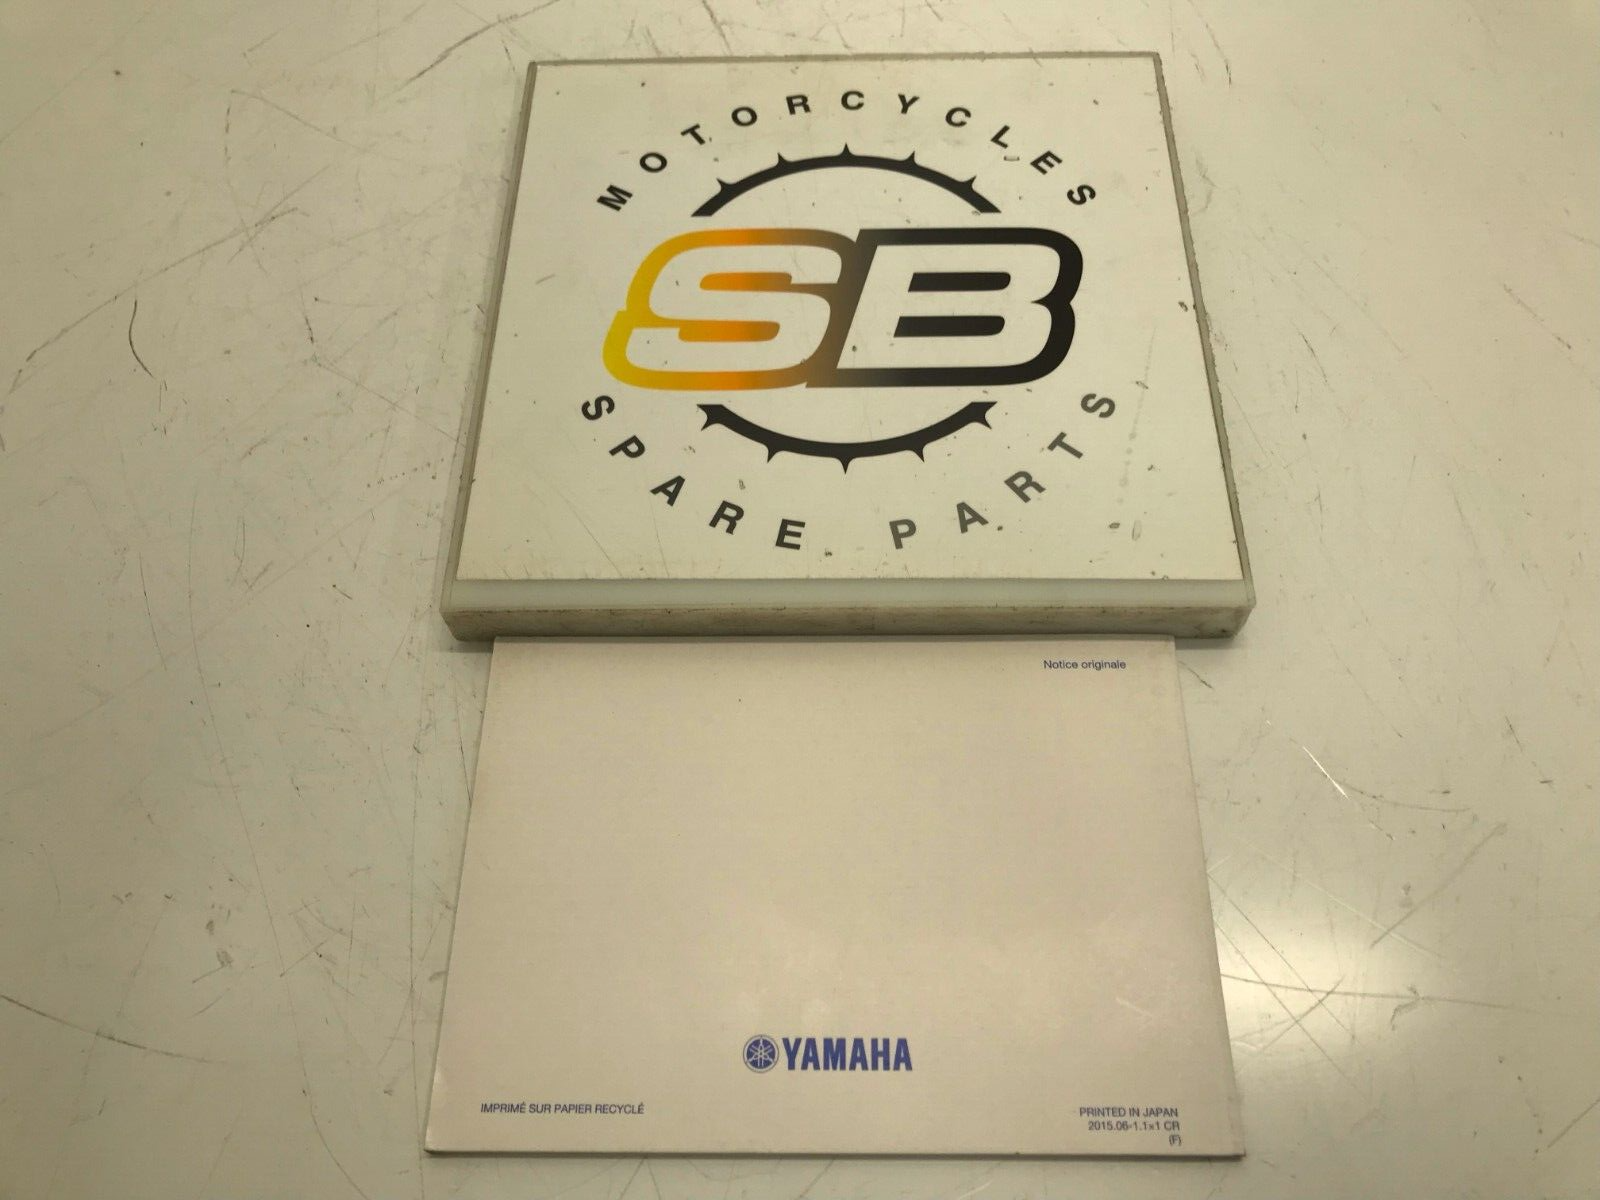 MOTORCYCLES
SB
SPARE PARTS
Notice originale
YAMAHA
IMPRIMÉ SUR PAPIER RECYCLÉ
PRINTED IN JAPAN
2015.06-1.1×1 CR
(F)